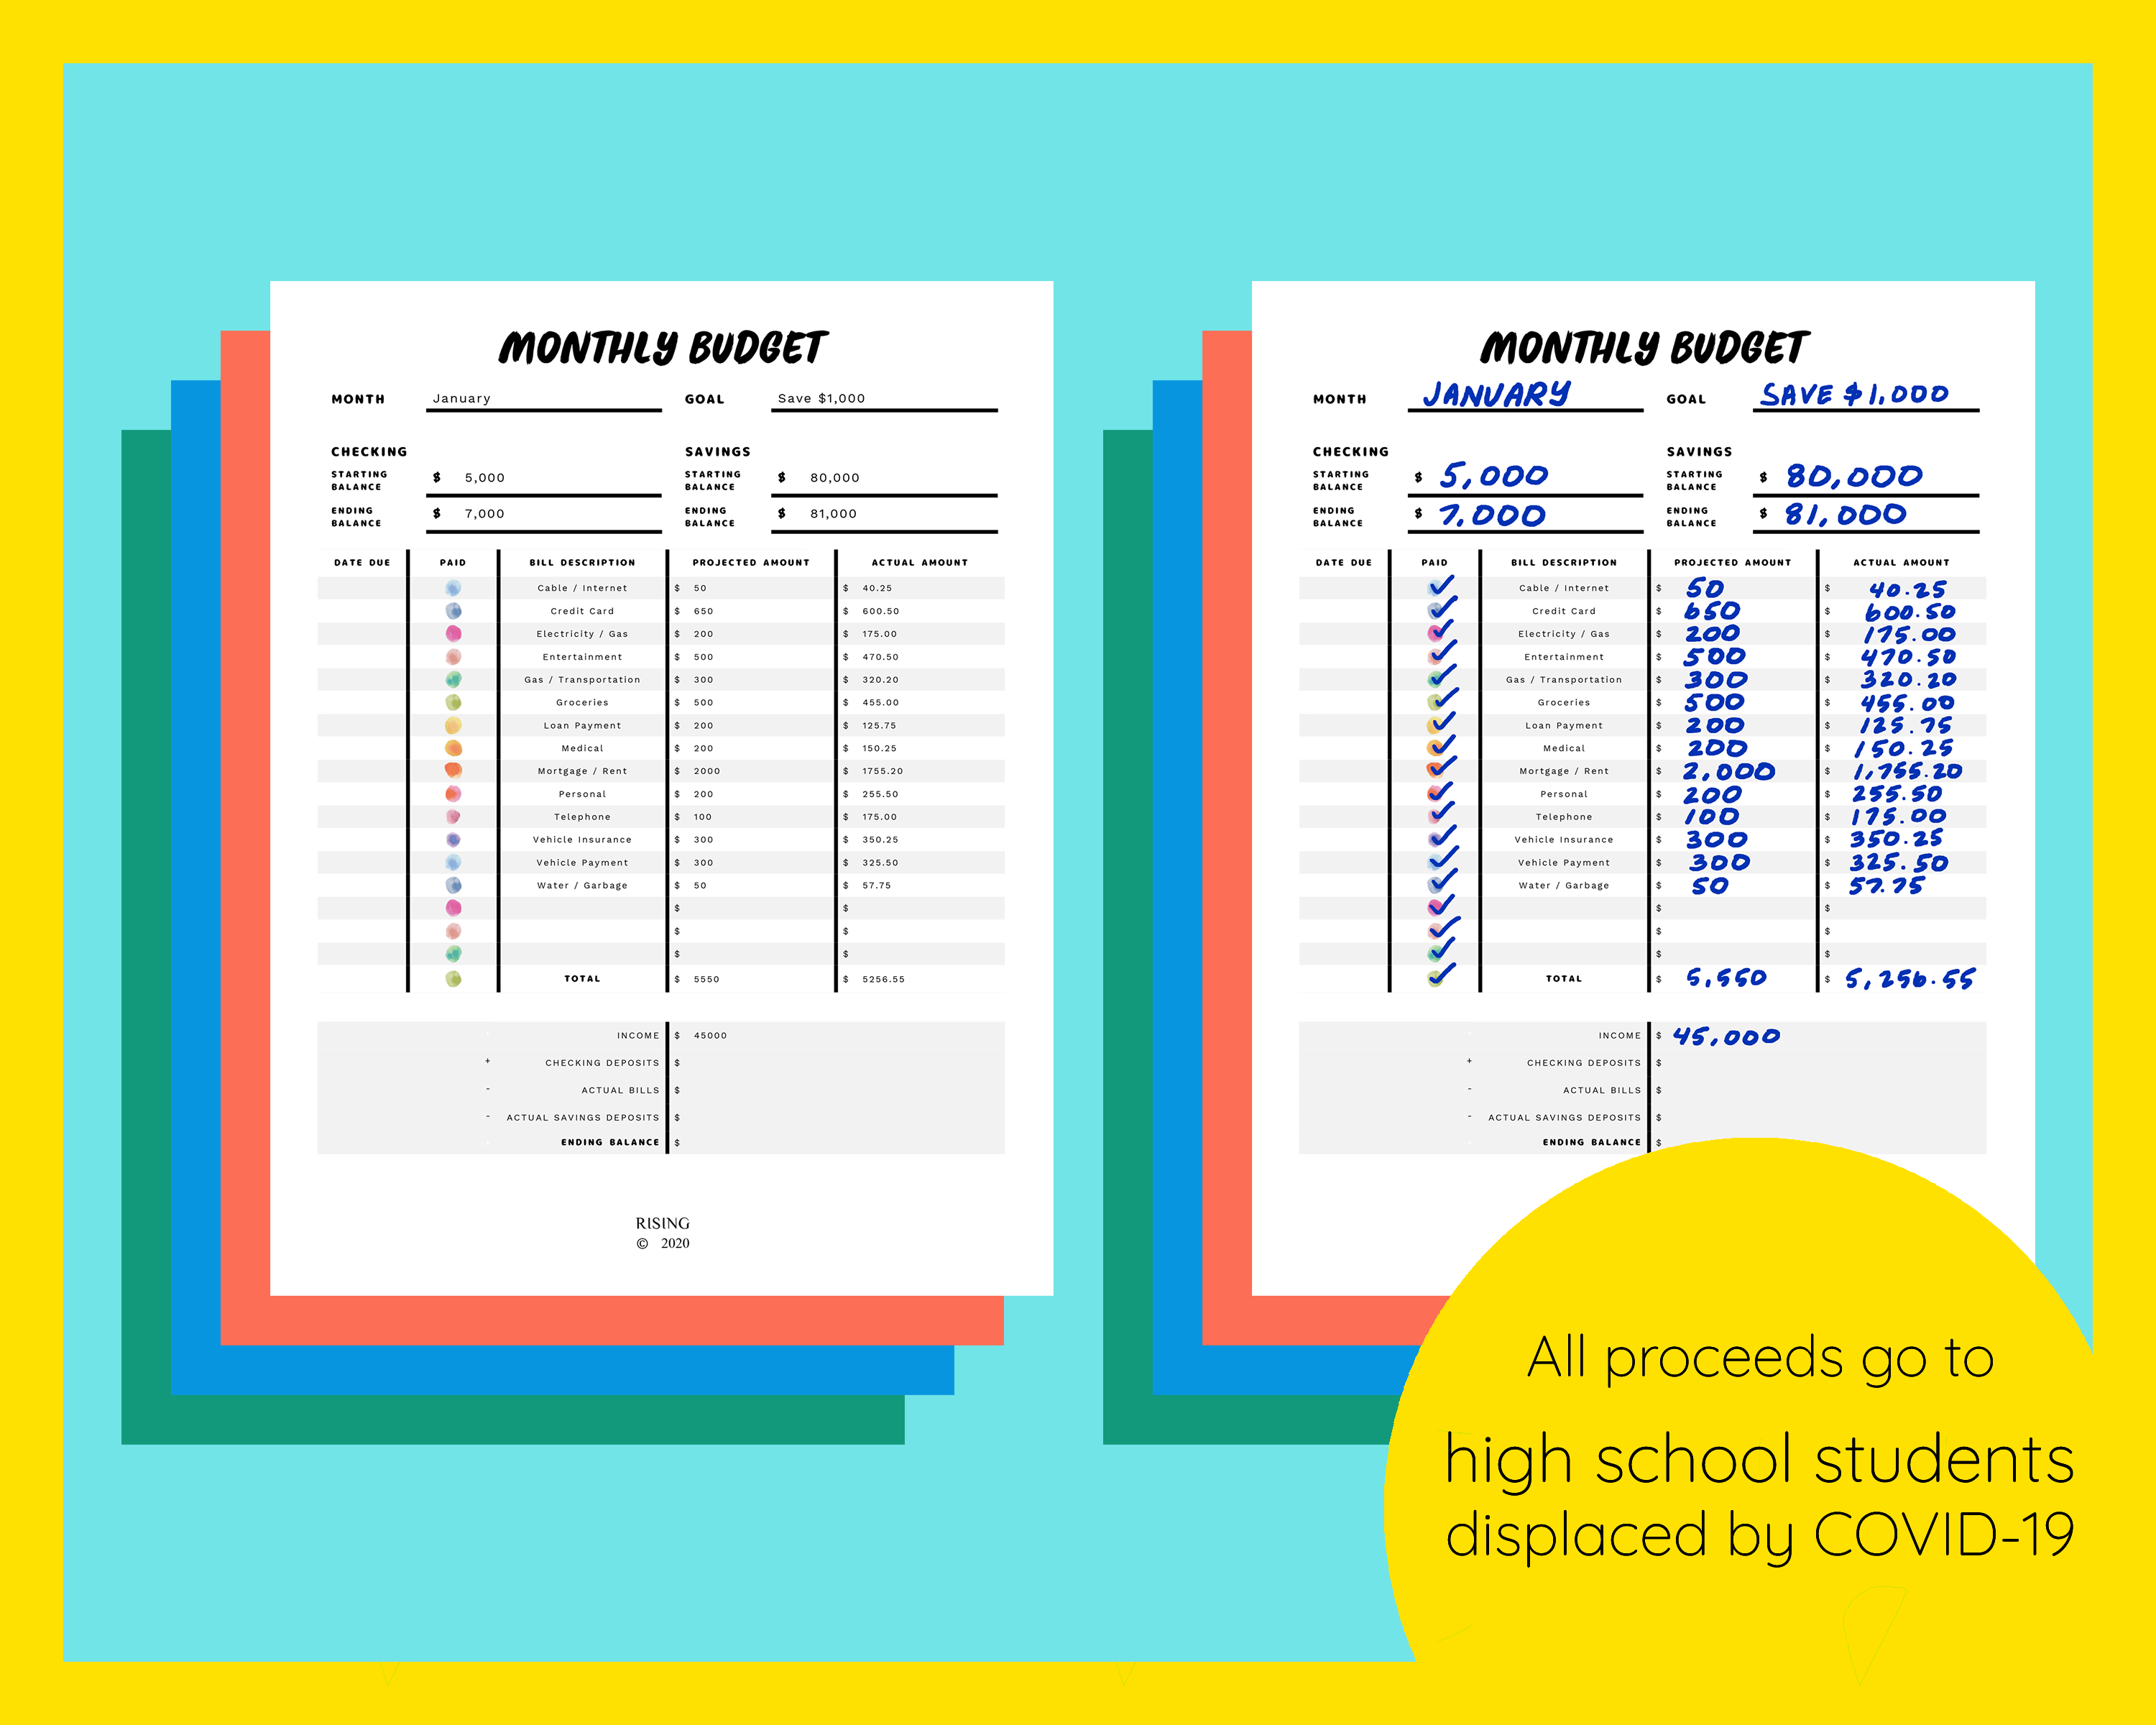 MONTHLY BUDGET
MONTH January GOAL Save $1,000
CHECKING SAVINGS
STARTING BALANCE $ 5,000 STARTING BALANCE $ 80,000
ENDING BALANCE $ 7,000 ENDING BALANCE $ 81,000
DATE DUE PAID BILL DESCRIPTION PROJECTED AMOUNT ACTUAL AMOUNT
Cable / Internet $ 50 $ 40.25
Credit Card $ 650 $ 600.50
Electricity / Gas $ 200 $ 175.00
Entertainment $ 500 $ 470.50
Gas / Transportation $ 300 $ 320.20
Groceries $ 500 $ 455.00
Loan Payment $ 200 $ 125.75
Medical $ 200 $ 150.25
Mortgage / Rent $ 2000 $ 1755.20
Personal $ 200 $ 255.50
Telephone $ 100 $ 175.00
Vehicle Insurance $ 300 $ 350.25
Vehicle Payment $ 300 $ 325.50
Water / Garbage $ 50 $ 57.75
$ $
$ $
$ $
TOTAL $ 5550 $ 5256.55
INCOME $ 45000
+ CHECKING DEPOSITS $
- ACTUAL BILLS $
- ACTUAL SAVINGS DEPOSITS $
ENDING BALANCE $
RISING
© 2020
MONTHLY BUDGET
MONTH JANUARY GOAL SAVE $1,000
CHECKING SAVINGS
STARTING BALANCE $ 5,000 STARTING BALANCE $ 80,000
ENDING BALANCE $ 7,000 ENDING BALANCE $ 81,000
DATE DUE PAID BILL DESCRIPTION PROJECTED AMOUNT ACTUAL AMOUNT
Cable / Internet $ 50 $ 40.25
Credit Card $ 650 $ 600.50
Electricity / Gas $ 200 $ 175.00
Entertainment $ 500 $ 470.50
Gas / Transportation $ 300 $ 320.20
Groceries $ 500 $ 455.00
Loan Payment $ 200 $ 125.75
Medical $ 200 $ 150.25
Mortgage / Rent $ 2,000 $ 1,755.20
Personal $ 200 $ 255.50
Telephone $ 100 $ 175.00
Vehicle Insurance $ 300 $ 350.25
Vehicle Payment $ 300 $ 325.50
Water / Garbage $ 50 $ 57.75
$ $
$ $
$ $
TOTAL $ 5,550 $ 5,256.55
INCOME $ 45,000
+ CHECKING DEPOSITS $
- ACTUAL BILLS $
- ACTUAL SAVINGS DEPOSITS $
ENDING BALANCE $
All proceeds go to
high school students
displaced by COVID-19